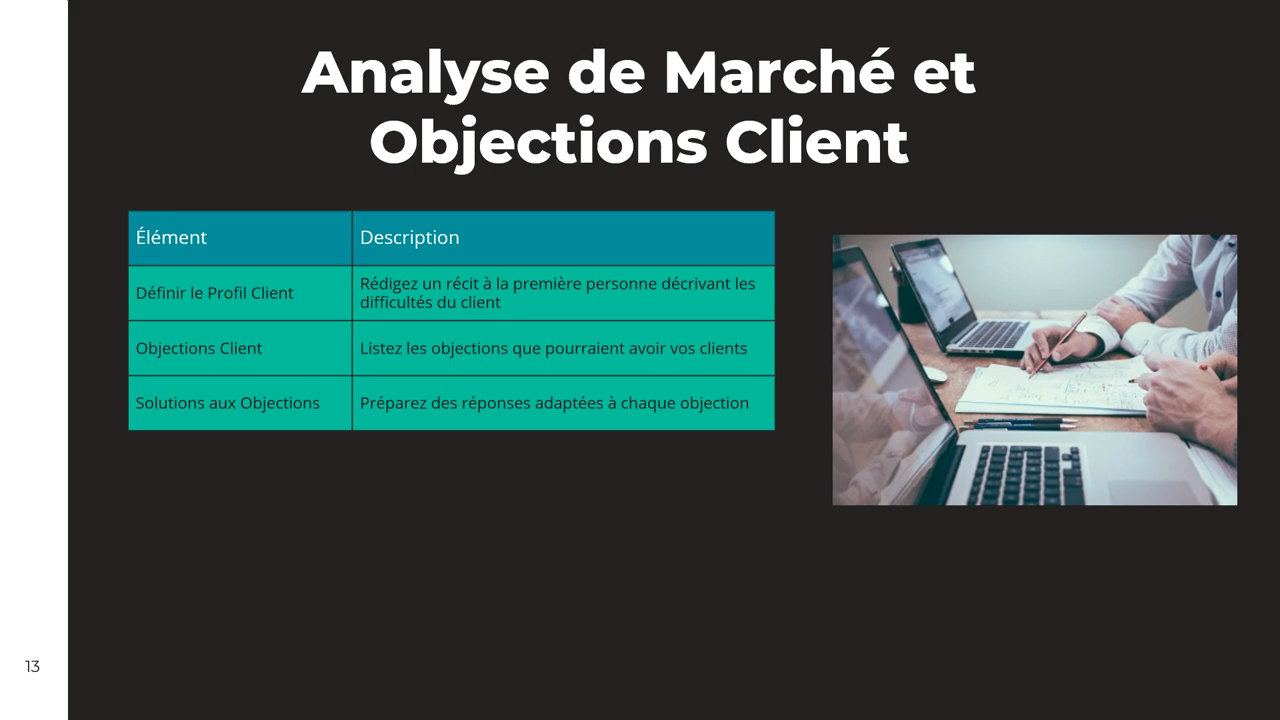 Analyse de Marché et
Objections Client
Élément
Description
Définir le Profil Client
Rédigez un récit à la première personne décrivant les
difficultés du client
Objections Client
Listez les objections que pourraient avoir vos clients
Solutions aux Objections
Préparez des réponses adaptées à chaque objection
13